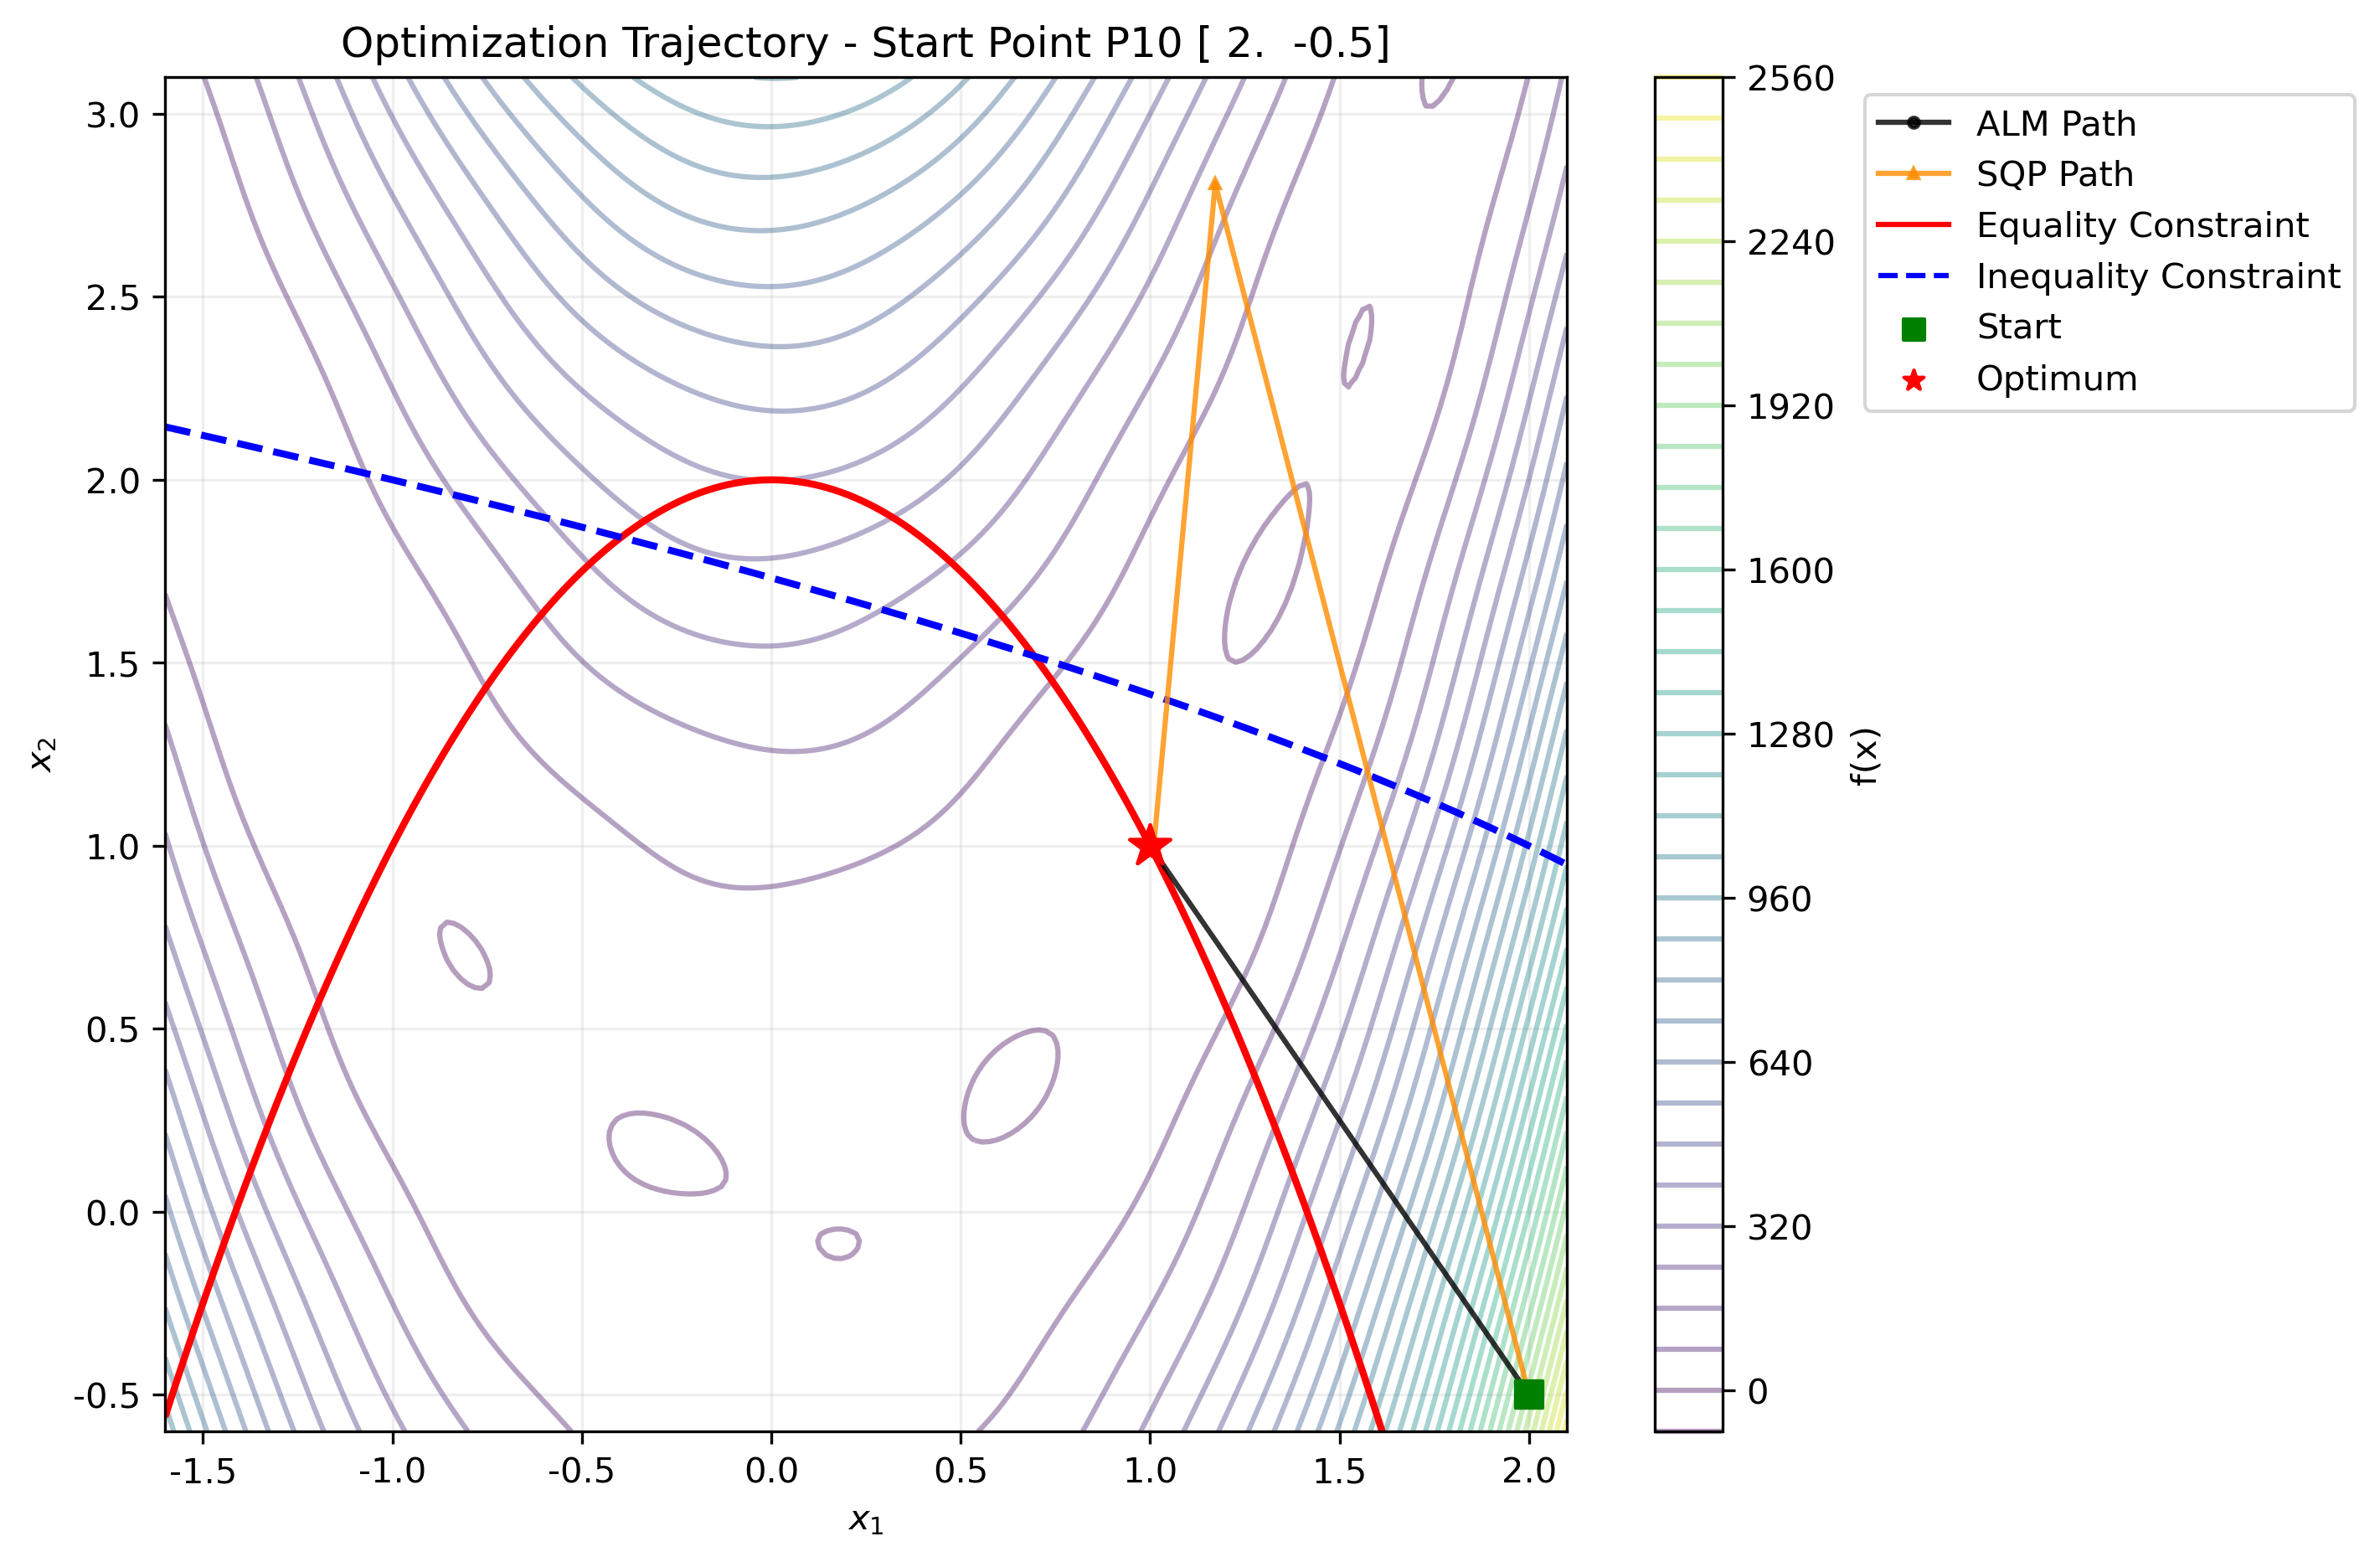 Optimization Trajectory - Start Point P10 [ 2.  -0.5]
3.0
2.5
2.0
1.5
1.0
0.5
0.0
-0.5
x₂
-1.5
-1.0
-0.5
0.0
0.5
1.0
1.5
2.0
x₁
2560
2240
1920
1600
1280
960
640
320
0
f(x)
ALM Path
SQP Path
Equality Constraint
Inequality Constraint
Start
Optimum